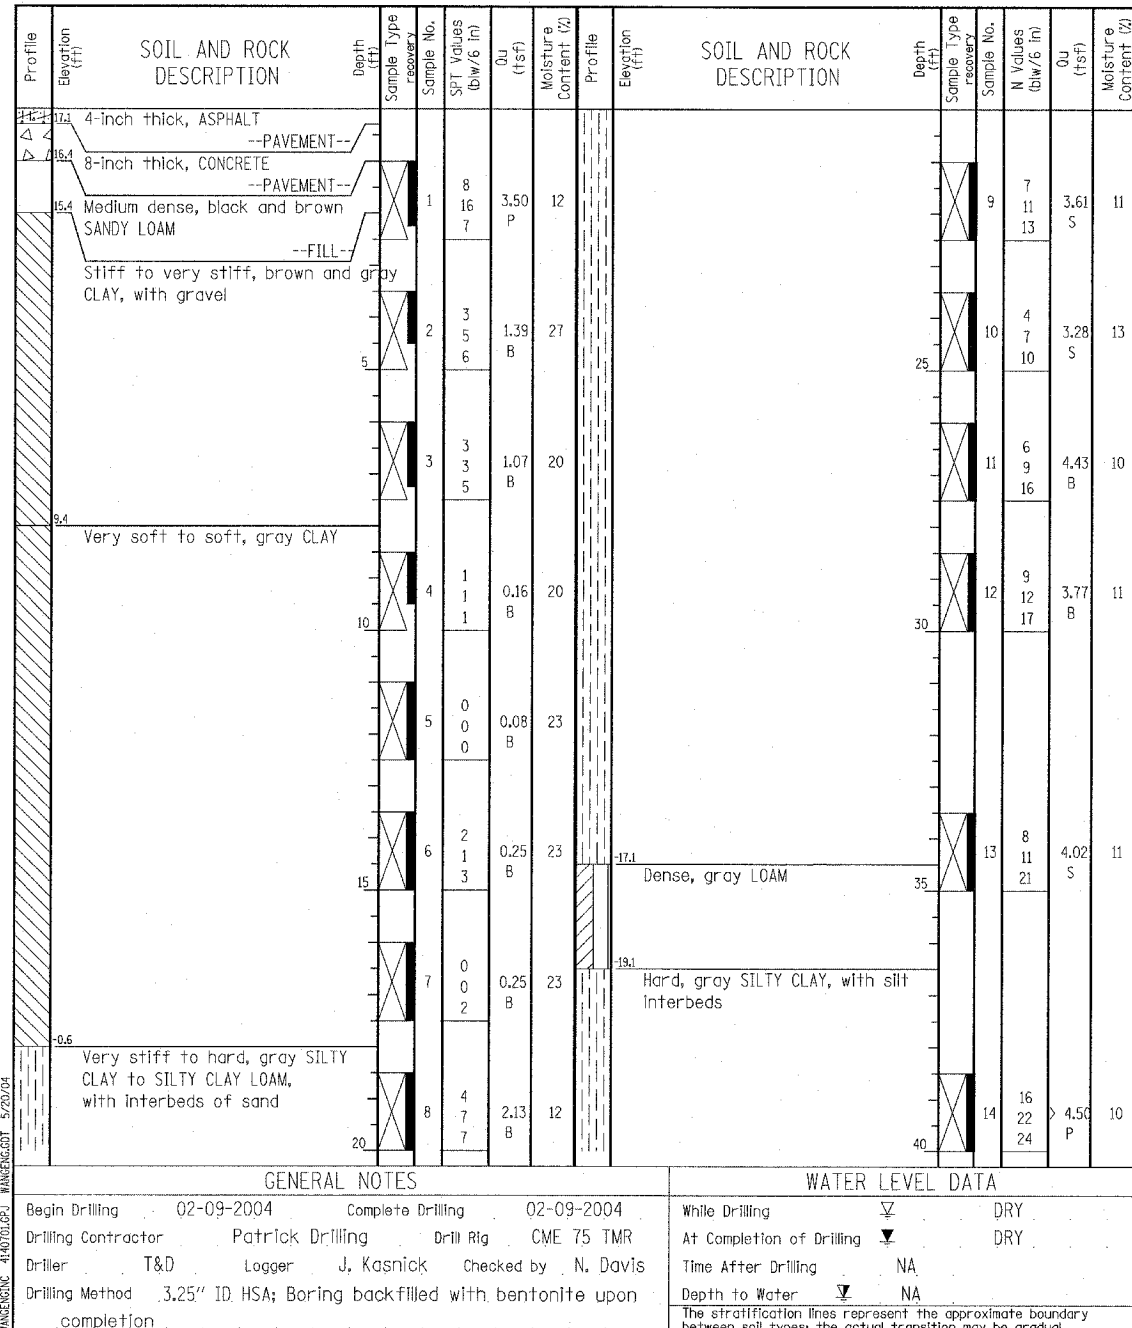 Profile
Elevation (ft)
SOIL AND ROCK
DESCRIPTION
Depth (ft)
Sample Type
recovery
Sample No.
SPT Values (blw/6 in)
Qu (tsf)
Moisture Content (%)
17.1 4-inch thick, ASPHALT
--PAVEMENT--
16.4 8-inch thick, CONCRETE
--PAVEMENT--
15.4 Medium dense, black and brown
SANDY LOAM
--FILL--
Stiff to very stiff, brown and gray
CLAY, with gravel
1 8 16 7 3.50 P 12
2 3 5 6 1.39 B 27
5
3 3 3 5 1.07 B 20
9.4
Very soft to soft, gray CLAY
4 1 1 1 0.16 B 20
10
5 0 0 0 0.08 B 23
6 2 1 3 0.25 B 23
15
7 0 0 2 0.25 B 23
-0.6
Very stiff to hard, gray SILTY
CLAY to SILTY CLAY LOAM,
with interbeds of sand
8 4 7 7 2.13 B 12
20
Profile
Elevation (ft)
SOIL AND ROCK
DESCRIPTION
Depth (ft)
Sample Type
recovery
Sample No.
N Values (blw/6 in)
Qu (tsf)
Moisture Content (%)
9 7 11 13 3.61 S 11
10 4 7 10 3.28 S 13
25
11 6 9 16 4.43 B 10
12 9 12 17 3.77 B 11
30
13 8 11 21 4.02 S 11
-17.1
Dense, gray LOAM
35
-19.1
Hard, gray SILTY CLAY, with silt
interbeds
14 16 22 24 > 4.50 P 10
40
GENERAL NOTES
Begin Drilling 02-09-2004 Complete Drilling 02-09-2004
Drilling Contractor Patrick Drilling Drill Rig CME 75 TMR
Driller T&D Logger J. Kasnick Checked by N. Davis
Drilling Method 3.25" ID HSA; Boring backfilled with bentonite upon
completion
WATER LEVEL DATA
While Drilling DRY
At Completion of Drilling DRY
Time After Drilling NA
Depth to Water NA
The stratification lines represent the approximate boundary
between soil types; the actual transition may be gradual
WANGENGINC 4140701.GPJ WANGENG.GDT 5/20/04